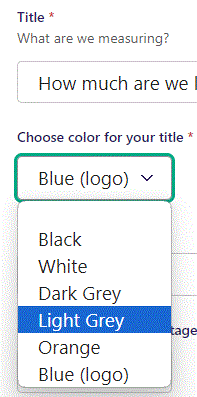 Title *
What are we measuring?
How much are we l
Choose color for your title *
Blue (logo)
Black
White
Dark Grey
Light Grey
tage
Orange
Blue (logo)